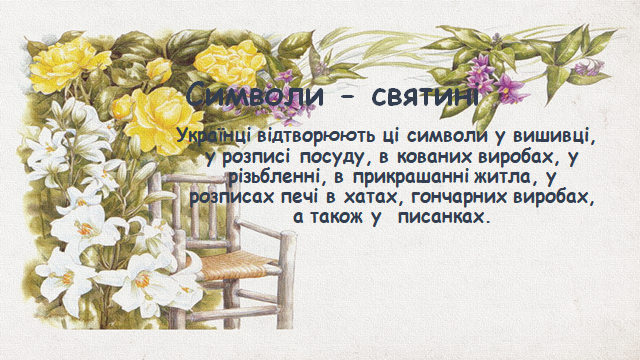 Символи – святині
Українці відтворюють ці символи у вишивці,
у розписі посуду, в кованих виробах, у
різьбленні, в прикрашанні житла, у
розписах печі в хатах, гончарних виробах,
а також у писанках.